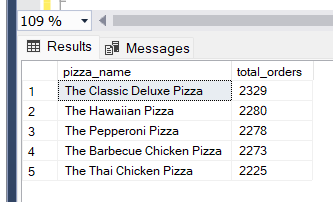 109 %
Results Messages
pizza_name total_orders
1 The Classic Deluxe Pizza 2329
2 The Hawaiian Pizza 2280
3 The Pepperoni Pizza 2278
4 The Barbecue Chicken Pizza 2273
5 The Thai Chicken Pizza 2225